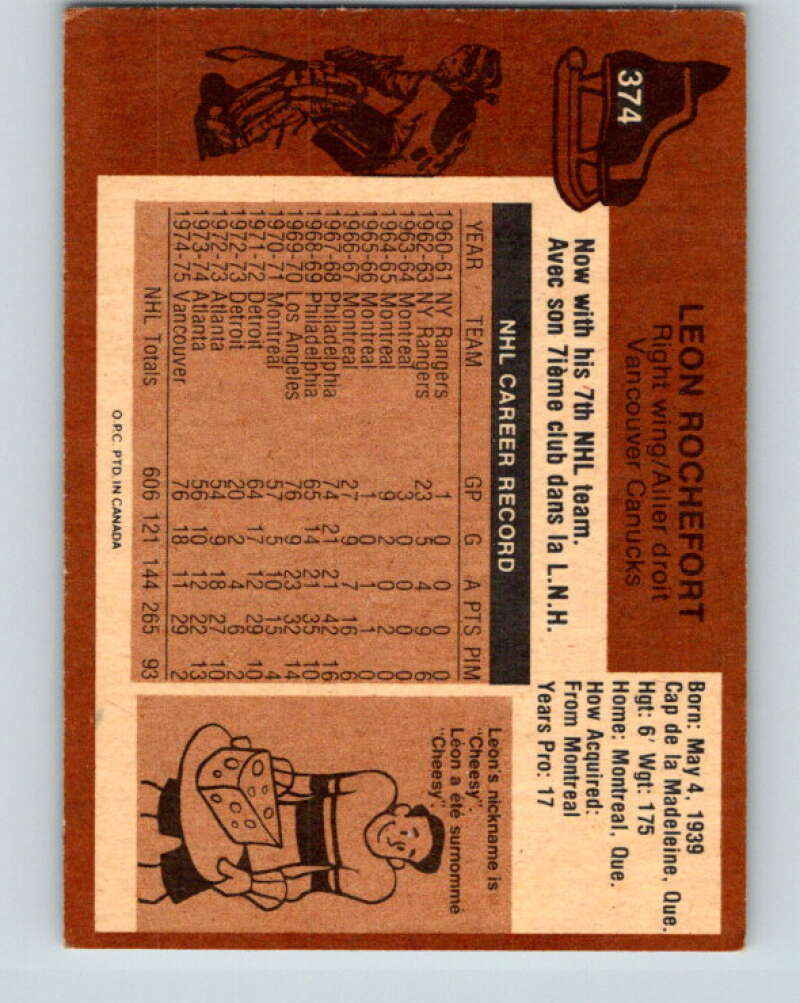 374
LEON ROCHEFORT
Right wing/Ailier droit
Vancouver Canucks
Born: May 4, 1939
Cap de la Madeleine, Que.
Hgt: 6' Wgt: 175
Home: Montreal, Que.
How Acquired:
From Montreal
Years Pro: 17
Now with his 7th NHL team.
Avec son 7ième club dans la L.N.H.
NHL CAREER RECORD
YEAR TEAM GP G A PTS PIM
1960-61 NY Rangers 1 0 0 0 0
1962-63 NY Rangers 23 5 4 9 6
1963-64 Montreal 3 0 0 0 0
1964-65 Montreal 9 2 0 2 0
1965-66 Montreal 1 0 1 1 0
1966-67 Montreal 27 9 7 16 6
1967-68 Philadelphia 74 21 21 42 16
1968-69 Philadelphia 65 14 21 35 10
1969-70 Los Angeles 76 9 23 32 14
1970-71 Montreal 57 5 10 15 4
1971-72 Detroit 64 17 12 29 10
1972-73 Detroit 20 2 4 6 2
1972-73 Atlanta 54 9 18 27 10
1973-74 Atlanta 56 10 12 22 13
1974-75 Vancouver 76 18 11 29 2
NHL Totals 606 121 144 265 93
Leon's nickname is
"Cheesy".
Léon a été surnommé
"Cheesy".
O.P.C. PTD. IN CANADA